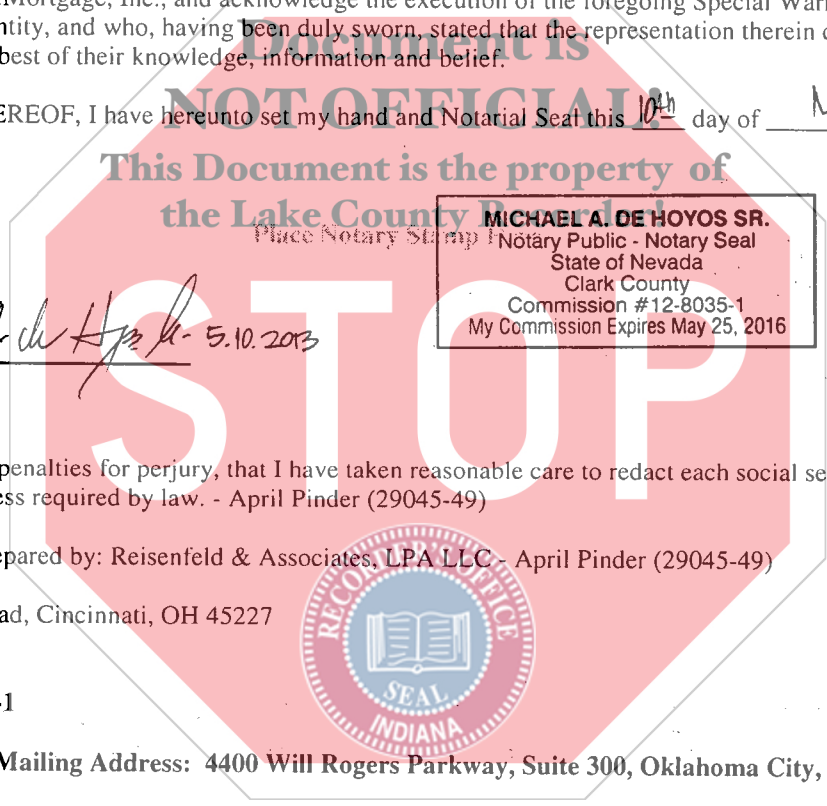 Mortgage, Inc., and acknowledge the execution of the foregoing Special Warr
ntity, and who, having been duly sworn, stated that the representation therein c
best of their knowledge, information and belief.
EREOF, I have hereunto set my hand and Notarial Seal this 10th day of M
Document is
NOT OFFICIAL!
This Document is the property of
the Lake County Recorder!
Place Notary Stamp
MICHAEL A. DE HOYOS SR.
Notary Public - Notary Seal
State of Nevada
Clark County
Commission #12-8035-1
My Commission Expires May 25, 2016
5.10.2013
STOP
penalties for perjury, that I have taken reasonable care to redact each social se
ess required by law. - April Pinder (29045-49)
epared by: Reisenfeld & Associates, LPA LLC - April Pinder (29045-49)
ad, Cincinnati, OH 45227
RECORDER OFFICE
SEAL
INDIANA
-1
Mailing Address: 4400 Will Rogers Parkway, Suite 300, Oklahoma City,